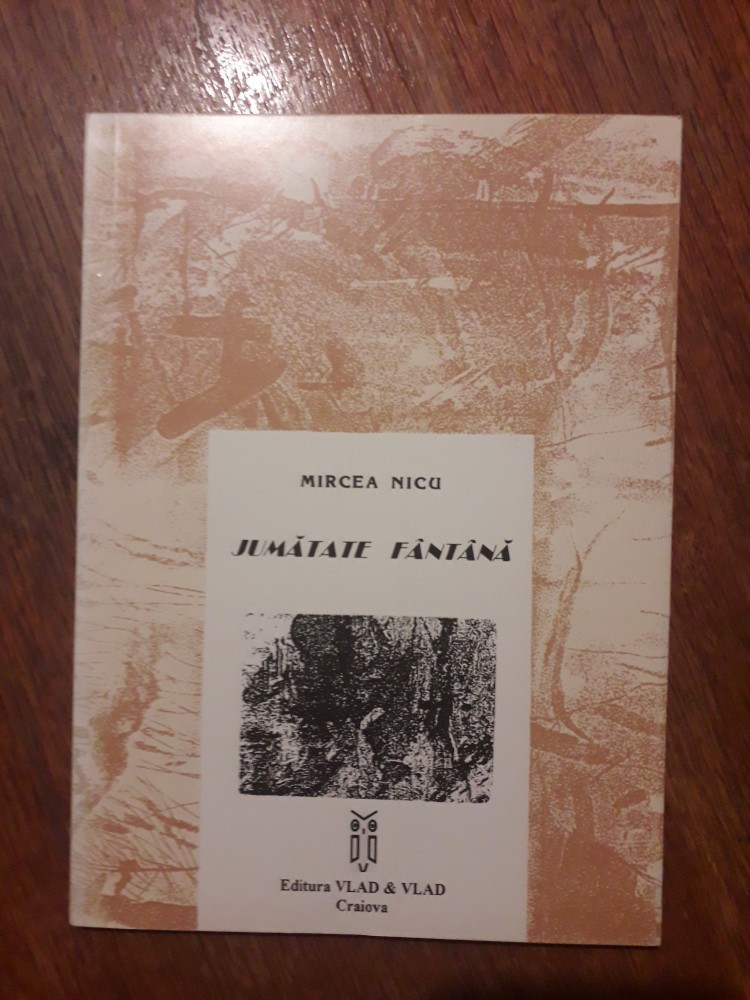 MIRCEA NICU
JUMĂTATE FÂNTÂNĂ
Editura VLAD & VLAD
Craiova